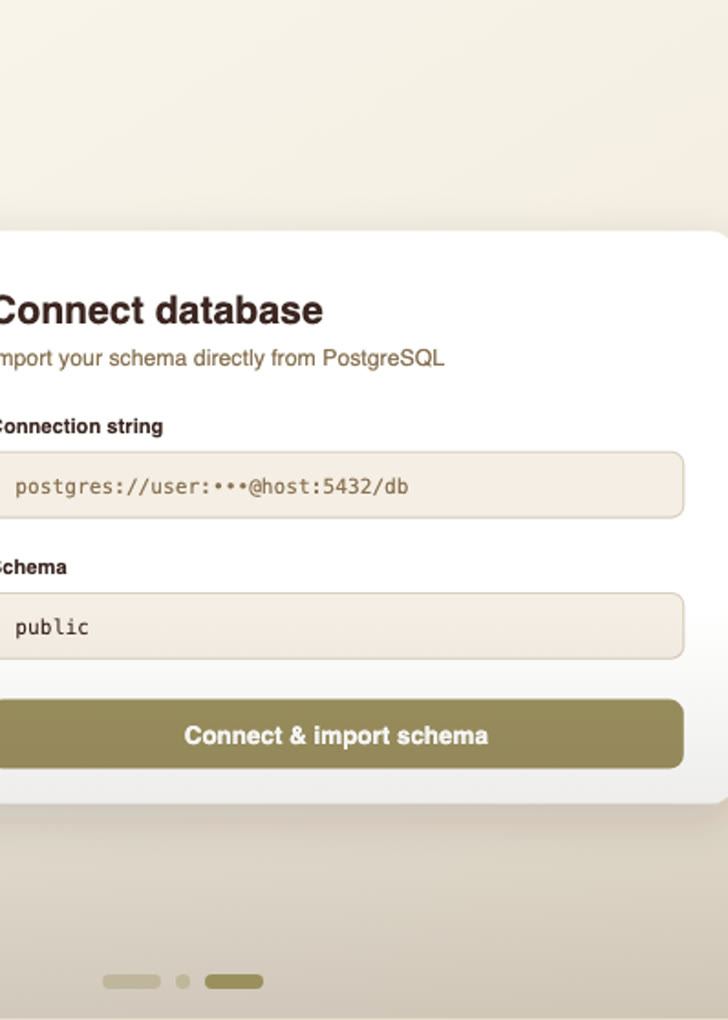 Connect database
mport your schema directly from PostgreSQL
Connection string
postgres://user:•••@host:5432/db
Schema
public
Connect & import schema